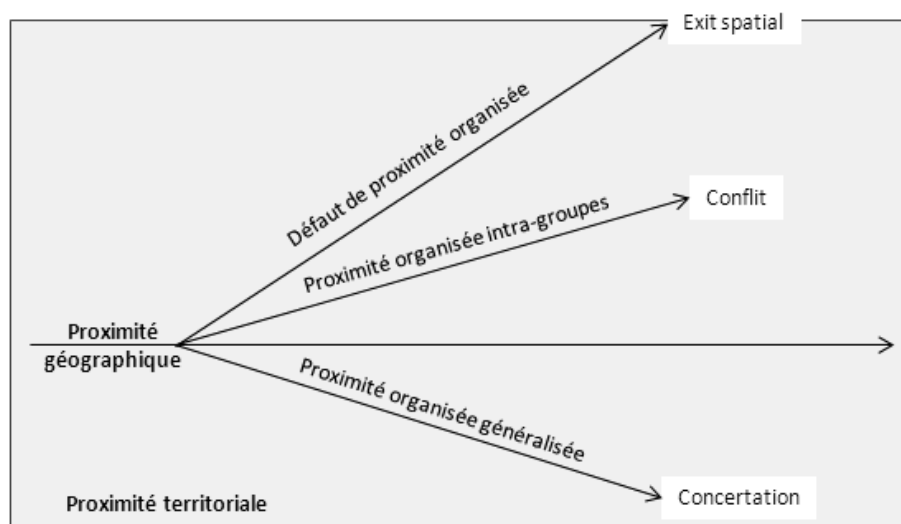 Exit spatial
Défaut de proximité organisée
Conflit
Proximité organisée intra-groupes
Proximité
géographique
Proximité organisée généralisée
Concertation
Proximité territoriale